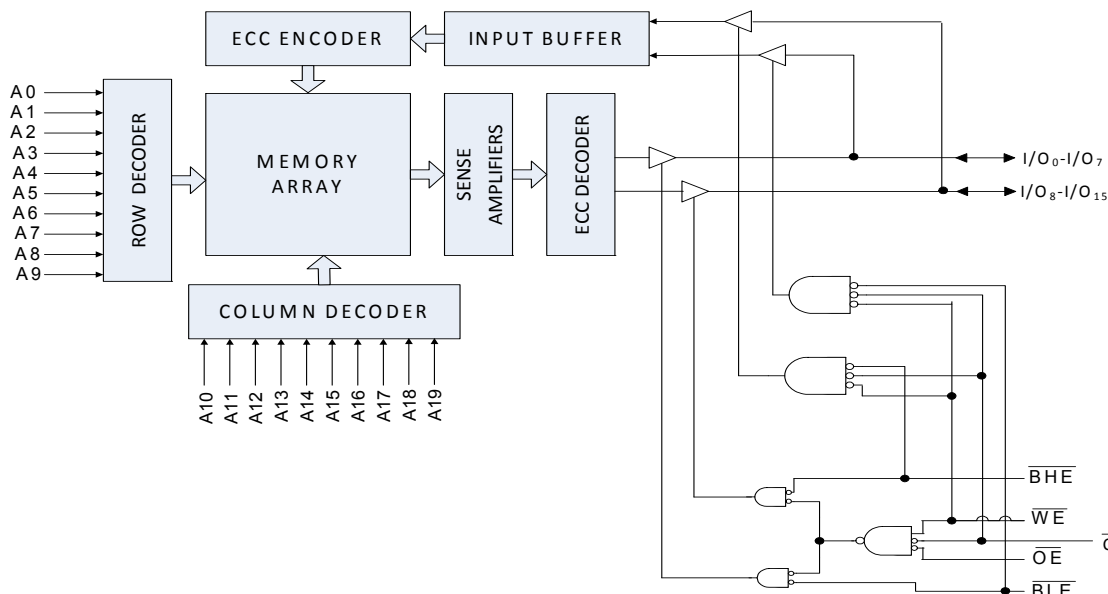 ECC ENCODER
INPUT BUFFER
A0
A1
A2
A3
A4
A5
A6
A7
A8
A9
ROW DECODER
MEMORY
ARRAY
SENSE
AMPLIFIERS
ECC DECODER
I/O0-I/O7
I/O8-I/O15
COLUMN DECODER
A10
A11
A12
A13
A14
A15
A16
A17
A18
A19
BHE
WE
OE
BLE